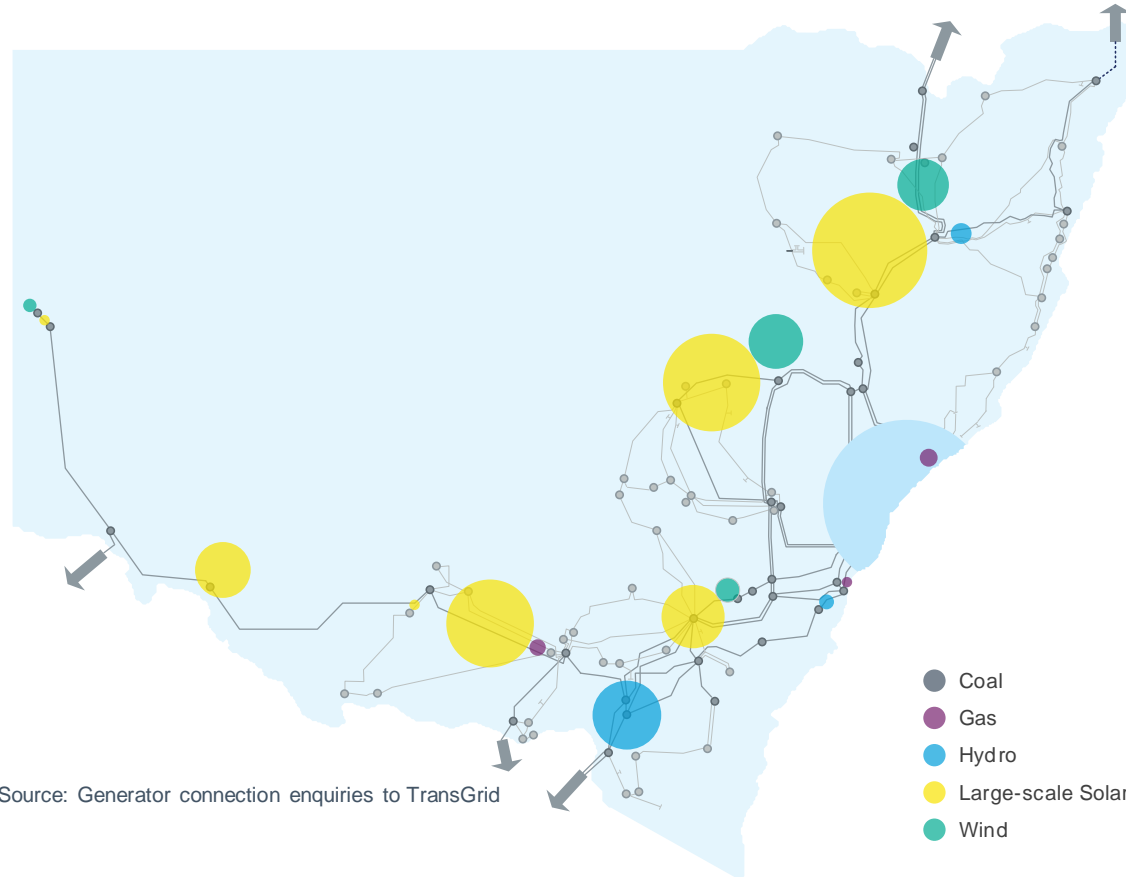 Coal
Gas
Hydro
Source: Generator connection enquiries to TransGrid
Large-scale Solar
Wind